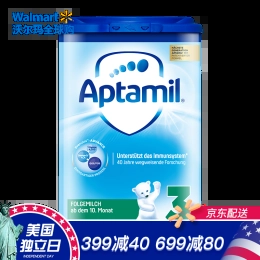 Walmart
沃尔玛全球购
Aptamil
Unterstützt das Immunsystem
40 Jahre wegweisende Forschung
FOLGEMILCH
ab dem 10. Monat
3
京东配送
美国
独立日
399减40 699减80
INDEPENDENCE DAY